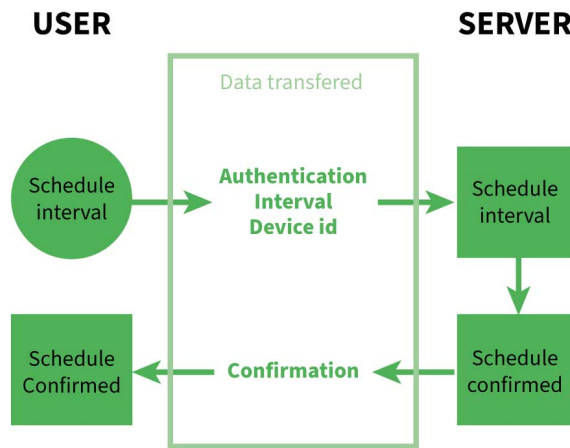 USER
SERVER
Data transfered
Schedule
interval
Authentication
Interval
Device id
Schedule
interval
Schedule
Confirmed
Confirmation
Schedule
confirmed